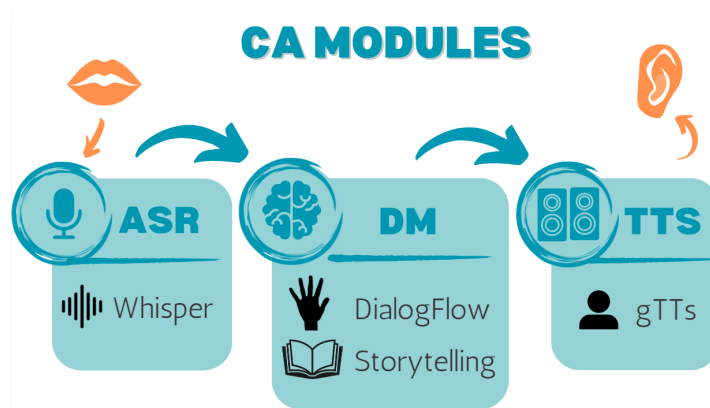 CA MODULES
ASR
Whisper
DM
DialogFlow
Storytelling
TTS
gTTs